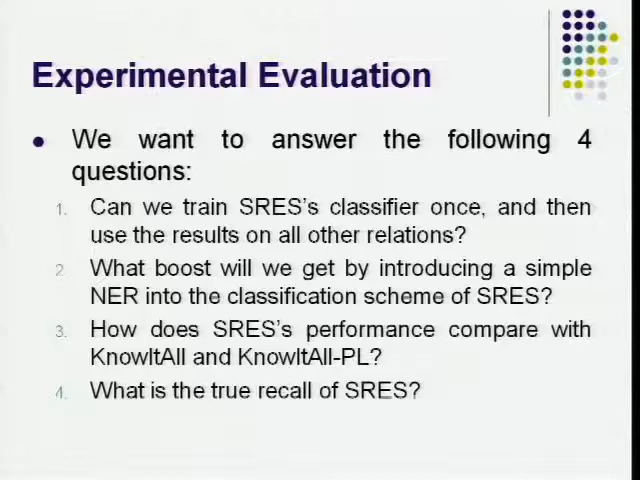 Experimental Evaluation
● We want to answer the following 4
questions:
1. Can we train SRES's classifier once, and then
use the results on all other relations?
2. What boost will we get by introducing a simple
NER into the classification scheme of SRES?
3. How does SRES's performance compare with
KnowItAll and KnowItAll-PL?
4. What is the true recall of SRES?